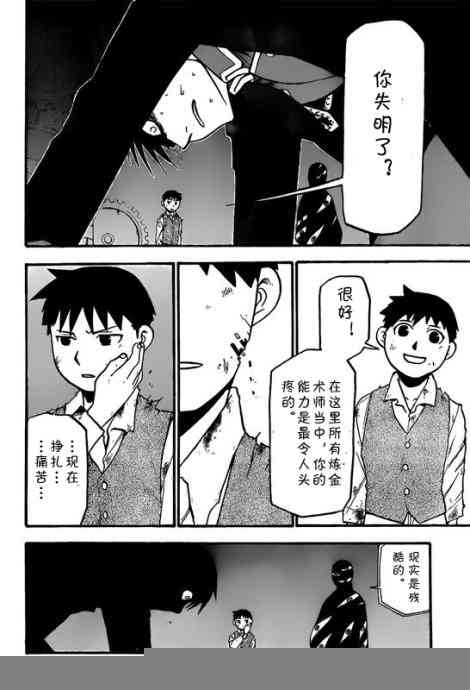 你失明了？
很好！
在这里所有炼金
术师当中，你的
能力是最令人头
疼的。
…现在
…挣扎
…痛苦
现实是残
酷的。